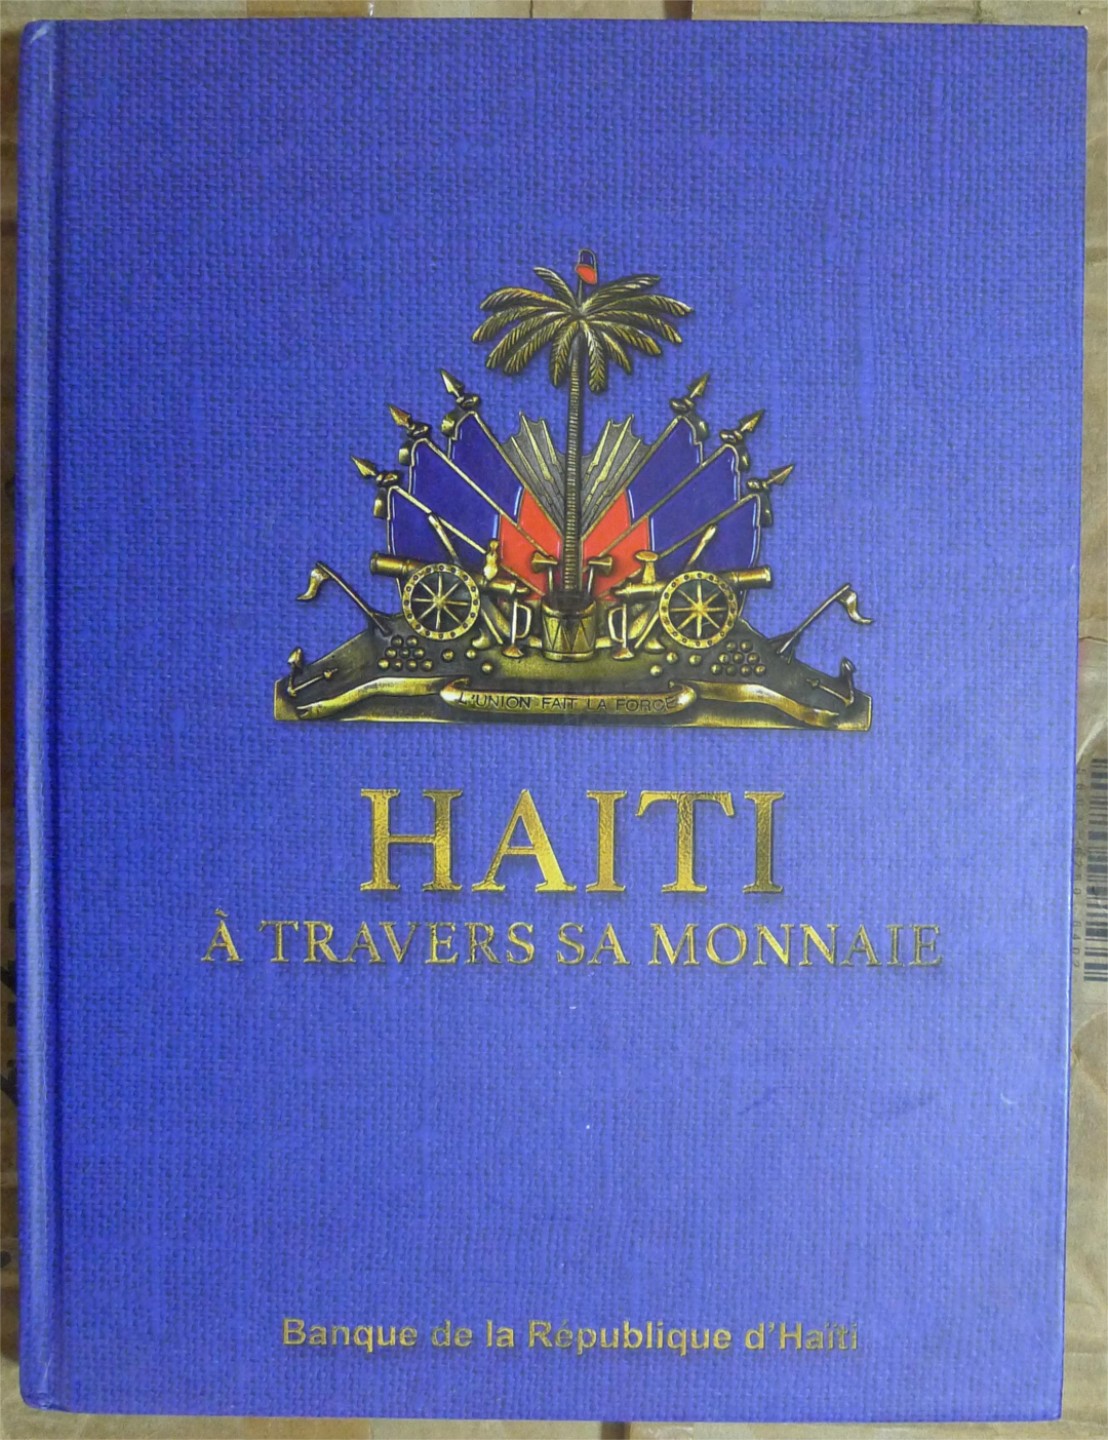 L'UNION FAIT LA FORCE
HAITI
À TRAVERS SA MONNAIE
Banque de la République d'Haïti